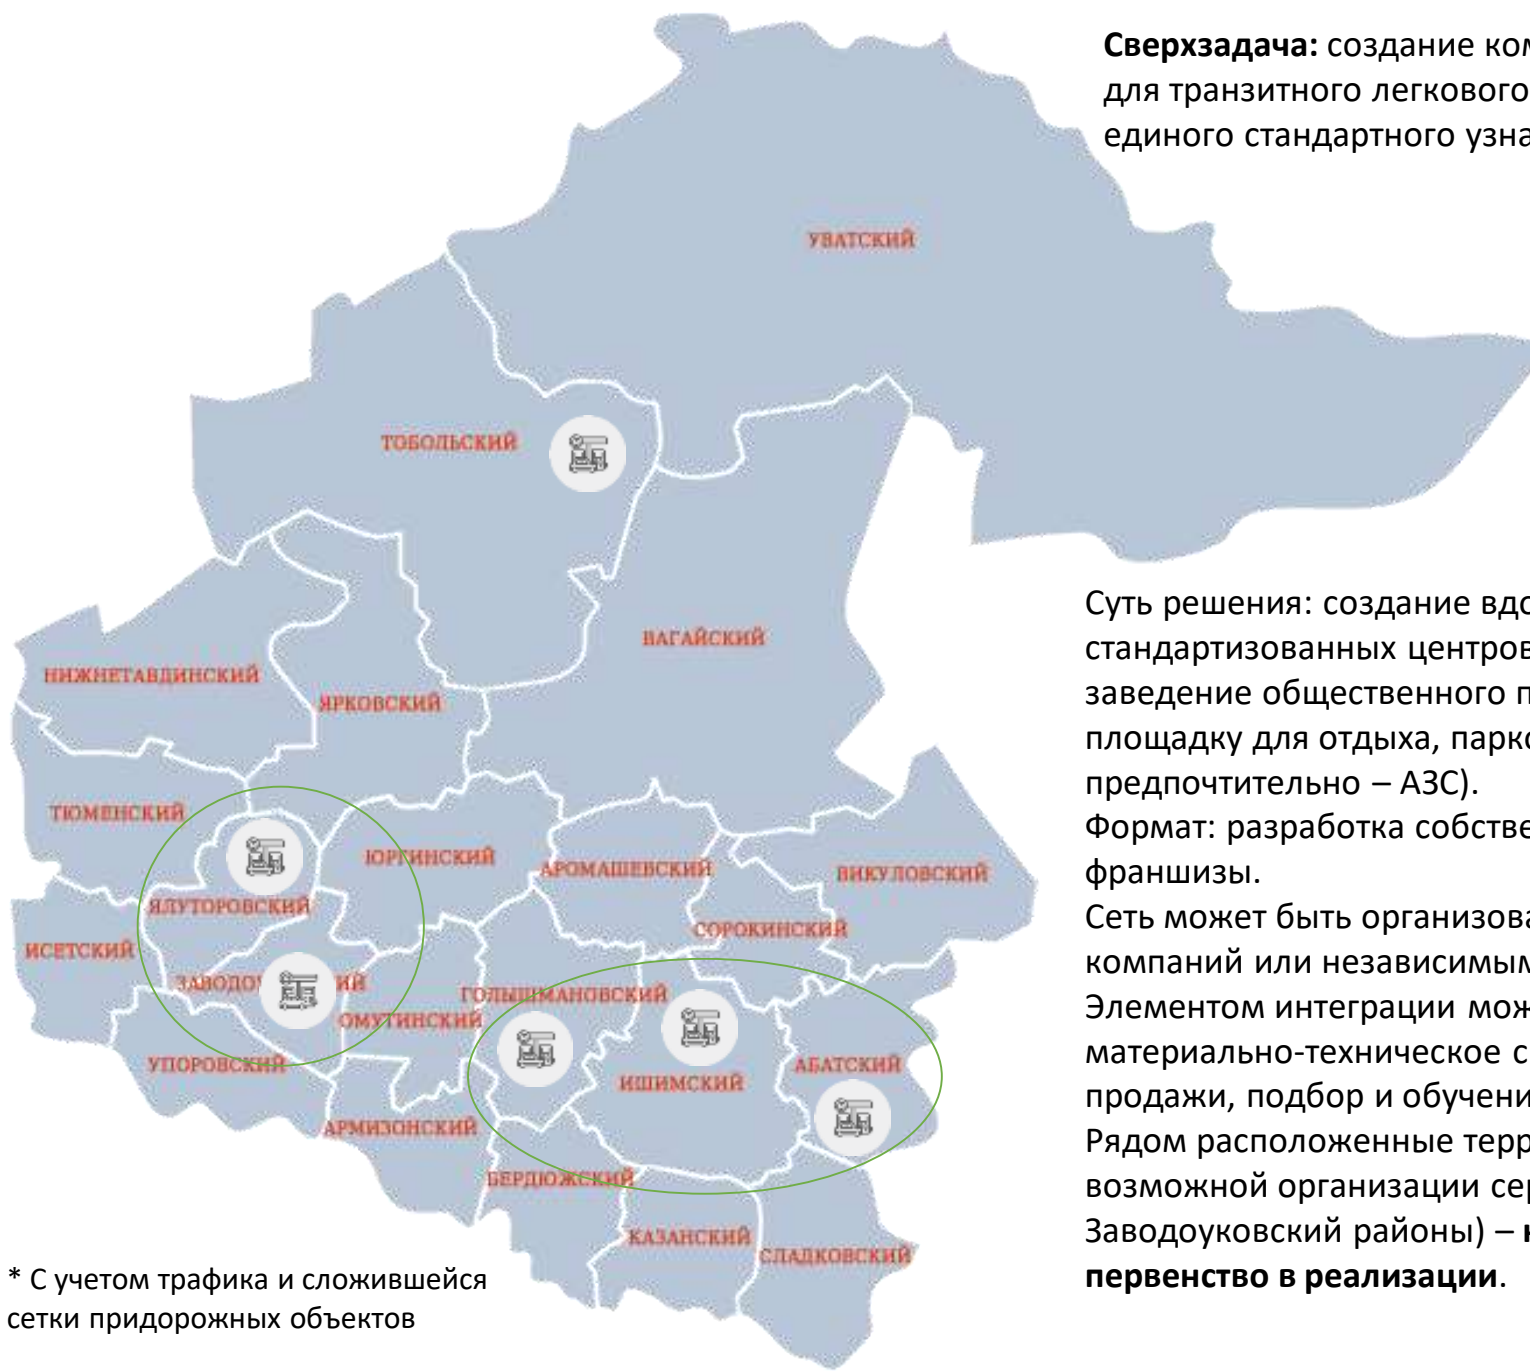 Сверхзадача: создание ком
для транзитного легкового
единого стандартного узна
УВАТСКИЙ
ТОБОЛЬСКИЙ
ВАГАЙСКИЙ
НИЖНЕТАВДИНСКИЙ
ЯРКОВСКИЙ
ТЮМЕНСКИЙ
ЮРГИНСКИЙ
АРОМАШЕВСКИЙ
ВИКУЛОВСКИЙ
ЯЛУТОРОВСКИЙ
СОРОКИНСКИЙ
ИСЕТСКИЙ
ЗАВОДОУ ИЙ
ГОЛЫШМАНОВСКИЙ
ОМУТИНСКИЙ
УПОРОВСКИЙ
ИШИМСКИЙ
АБАТСКИЙ
АРМИЗОНСКИЙ
БЕРДЮЖСКИЙ
КАЗАНСКИЙ
СЛАДКОВСКИЙ
Суть решения: создание вдо
стандартизованных центров
заведение общественного п
площадку для отдыха, парко
предпочтительно – АЗС).
Формат: разработка собстве
франшизы.
Сеть может быть организова
компаний или независимым
Элементом интеграции мож
материально-техническое с
продажи, подбор и обучени
Рядом расположенные терр
возможной организации сер
Заводоуковский районы) – к
первенство в реализации.
* С учетом трафика и сложившейся
сетки придорожных объектов